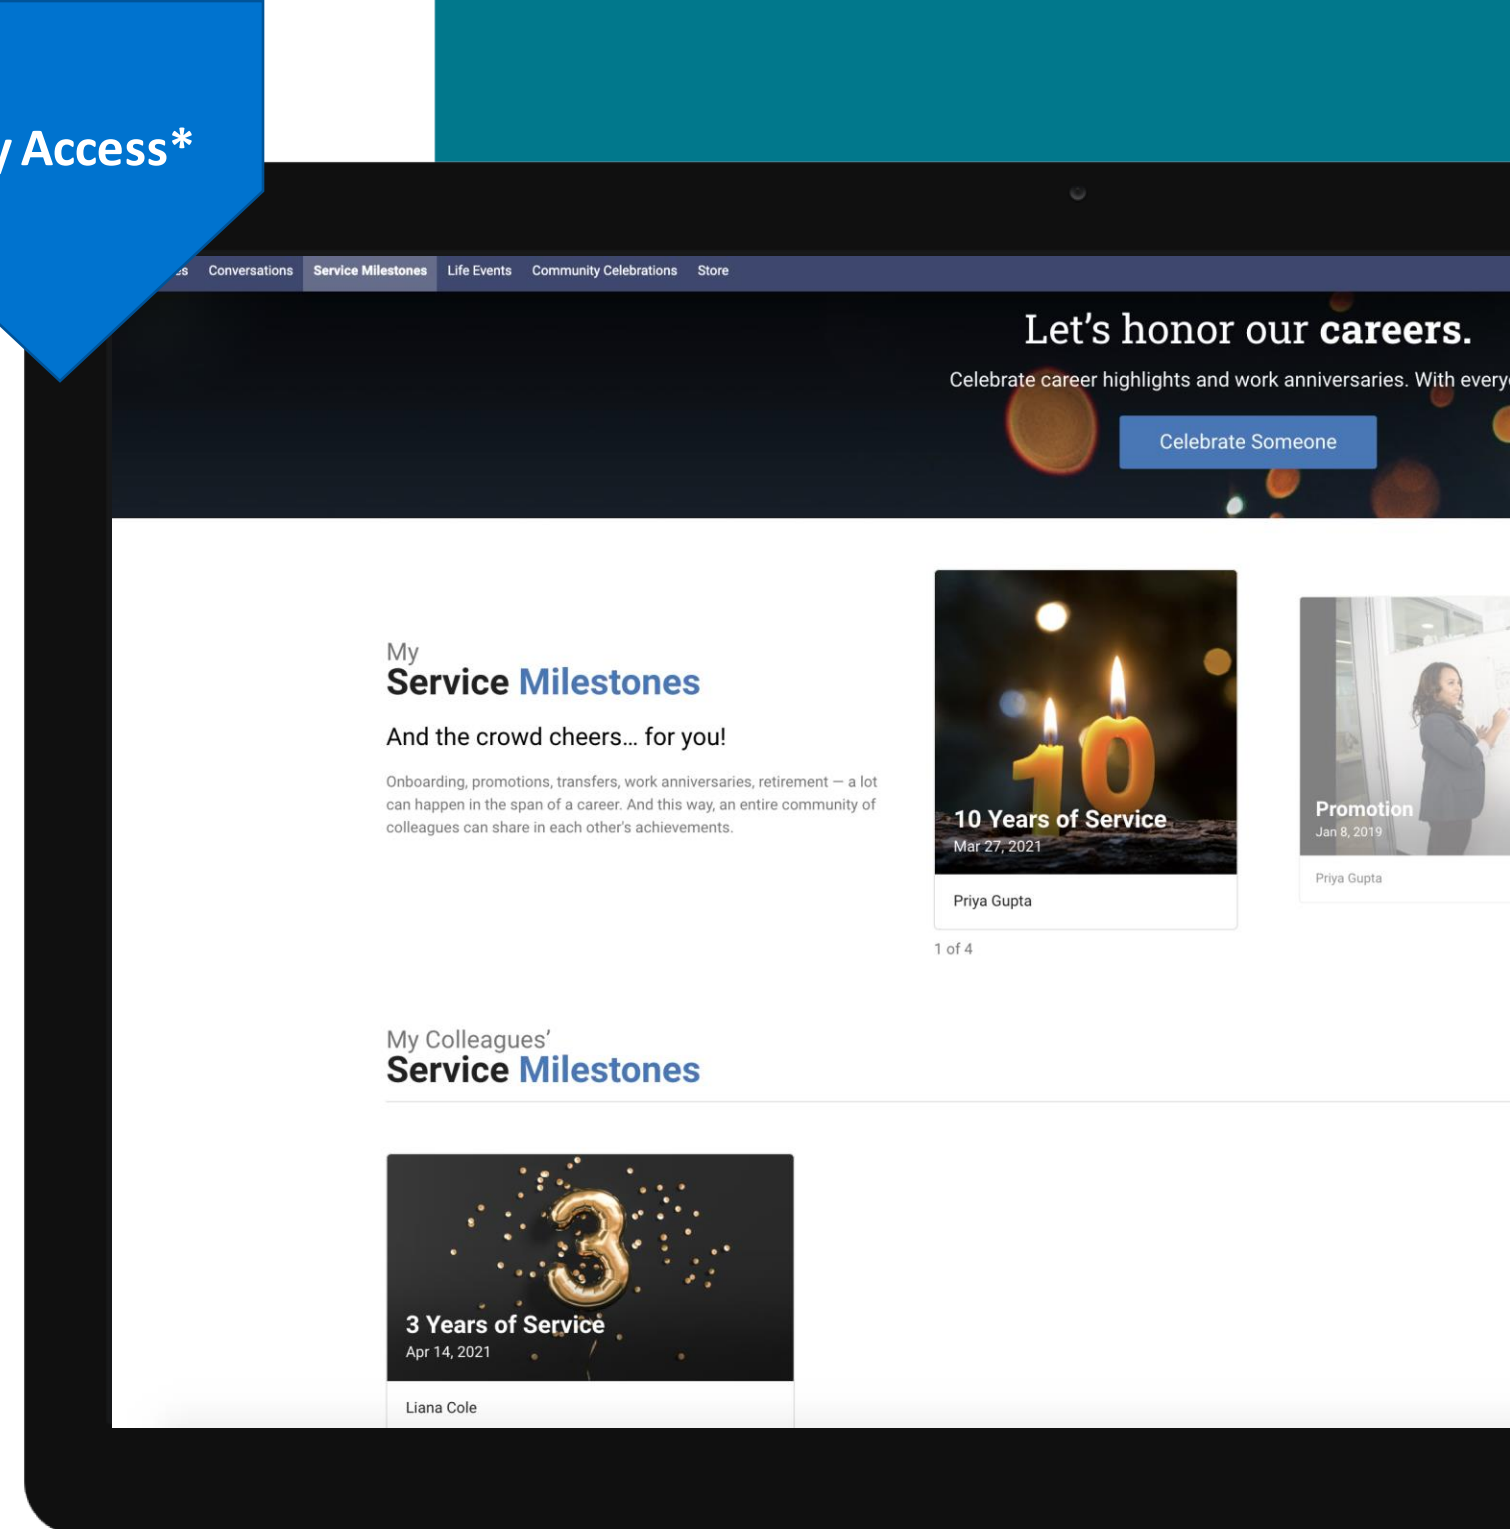 Access*
Conversations Service Milestones Life Events Community Celebrations Store
Let's honor our careers.
Celebrate career highlights and work anniversaries. With
Celebrate Someone
My
Service Milestones
And the crowd cheers... for you!
Onboarding, promotions, transfers, work anniversaries, retirement — a lot
can happen in the span of a career. And this way, an entire community of
colleagues can share in each other's achievements.
10 Years of Service
Mar 27, 2021
Priya Gupta
1 of 4
Promotion
Jan 8, 2019
Priya Gupta
My Colleagues'
Service Milestones
3 Years of Service
Apr 14, 2021
Liana Cole